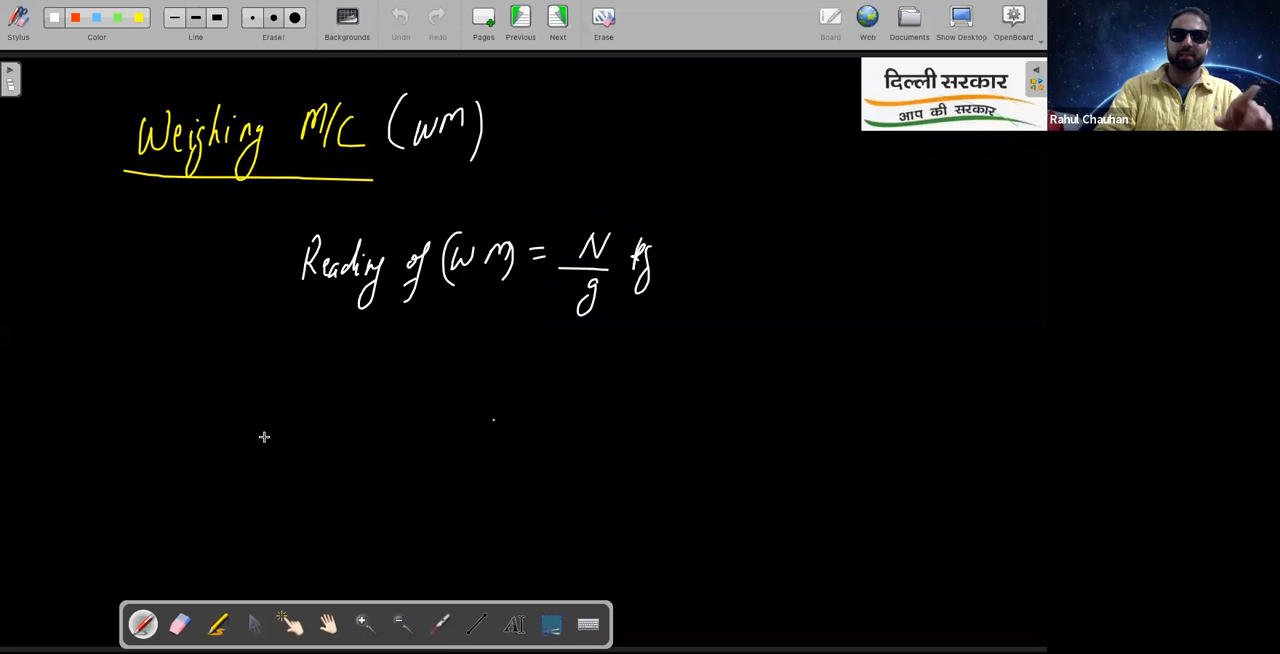 Stylus
Color
Line
Eraser
Backgrounds
Undo
Redo
Pages
Previous
Next
Erase
Board
Web
Documents
Show Desktop
OpenBoard
Weighing M/C (WM)
दिल्ली सरकार
आप की सरकार
Rahul Chauhan
Reading of (WM) = N/g kg
AI